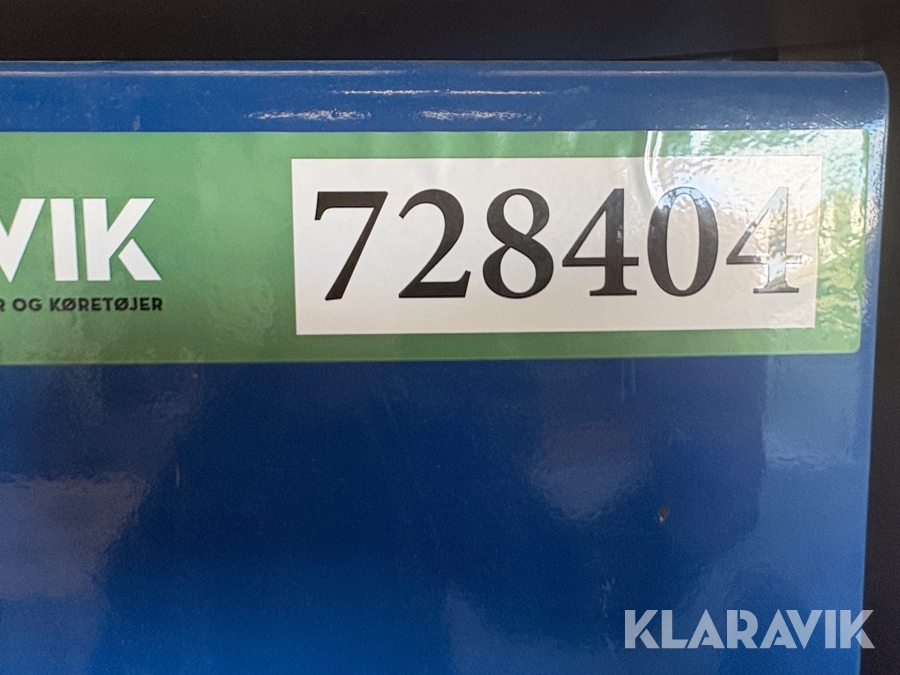 VIK
728404
R OG KØRETØJER
KLARAVIK